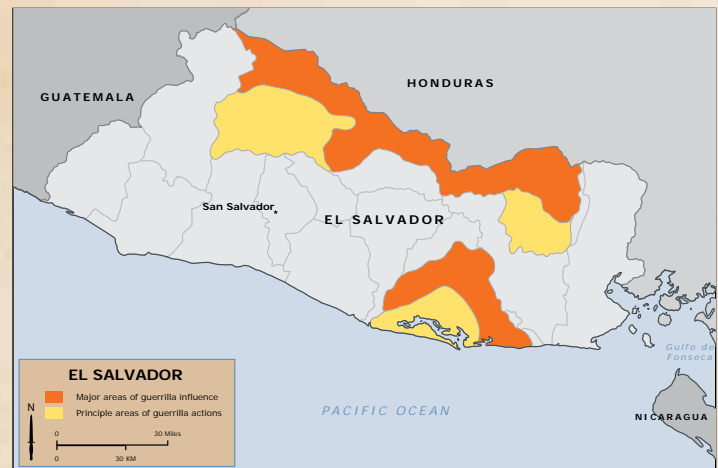 HONDURAS
GUATEMALA
San Salvador
EL SALVADOR
Gulfo de
Fonseca
EL SALVADOR
Major areas of guerrilla influence
Principle areas of guerrilla actions
N
0 30 Miles
0 30 KM
PACIFIC OCEAN
NICARAGUA